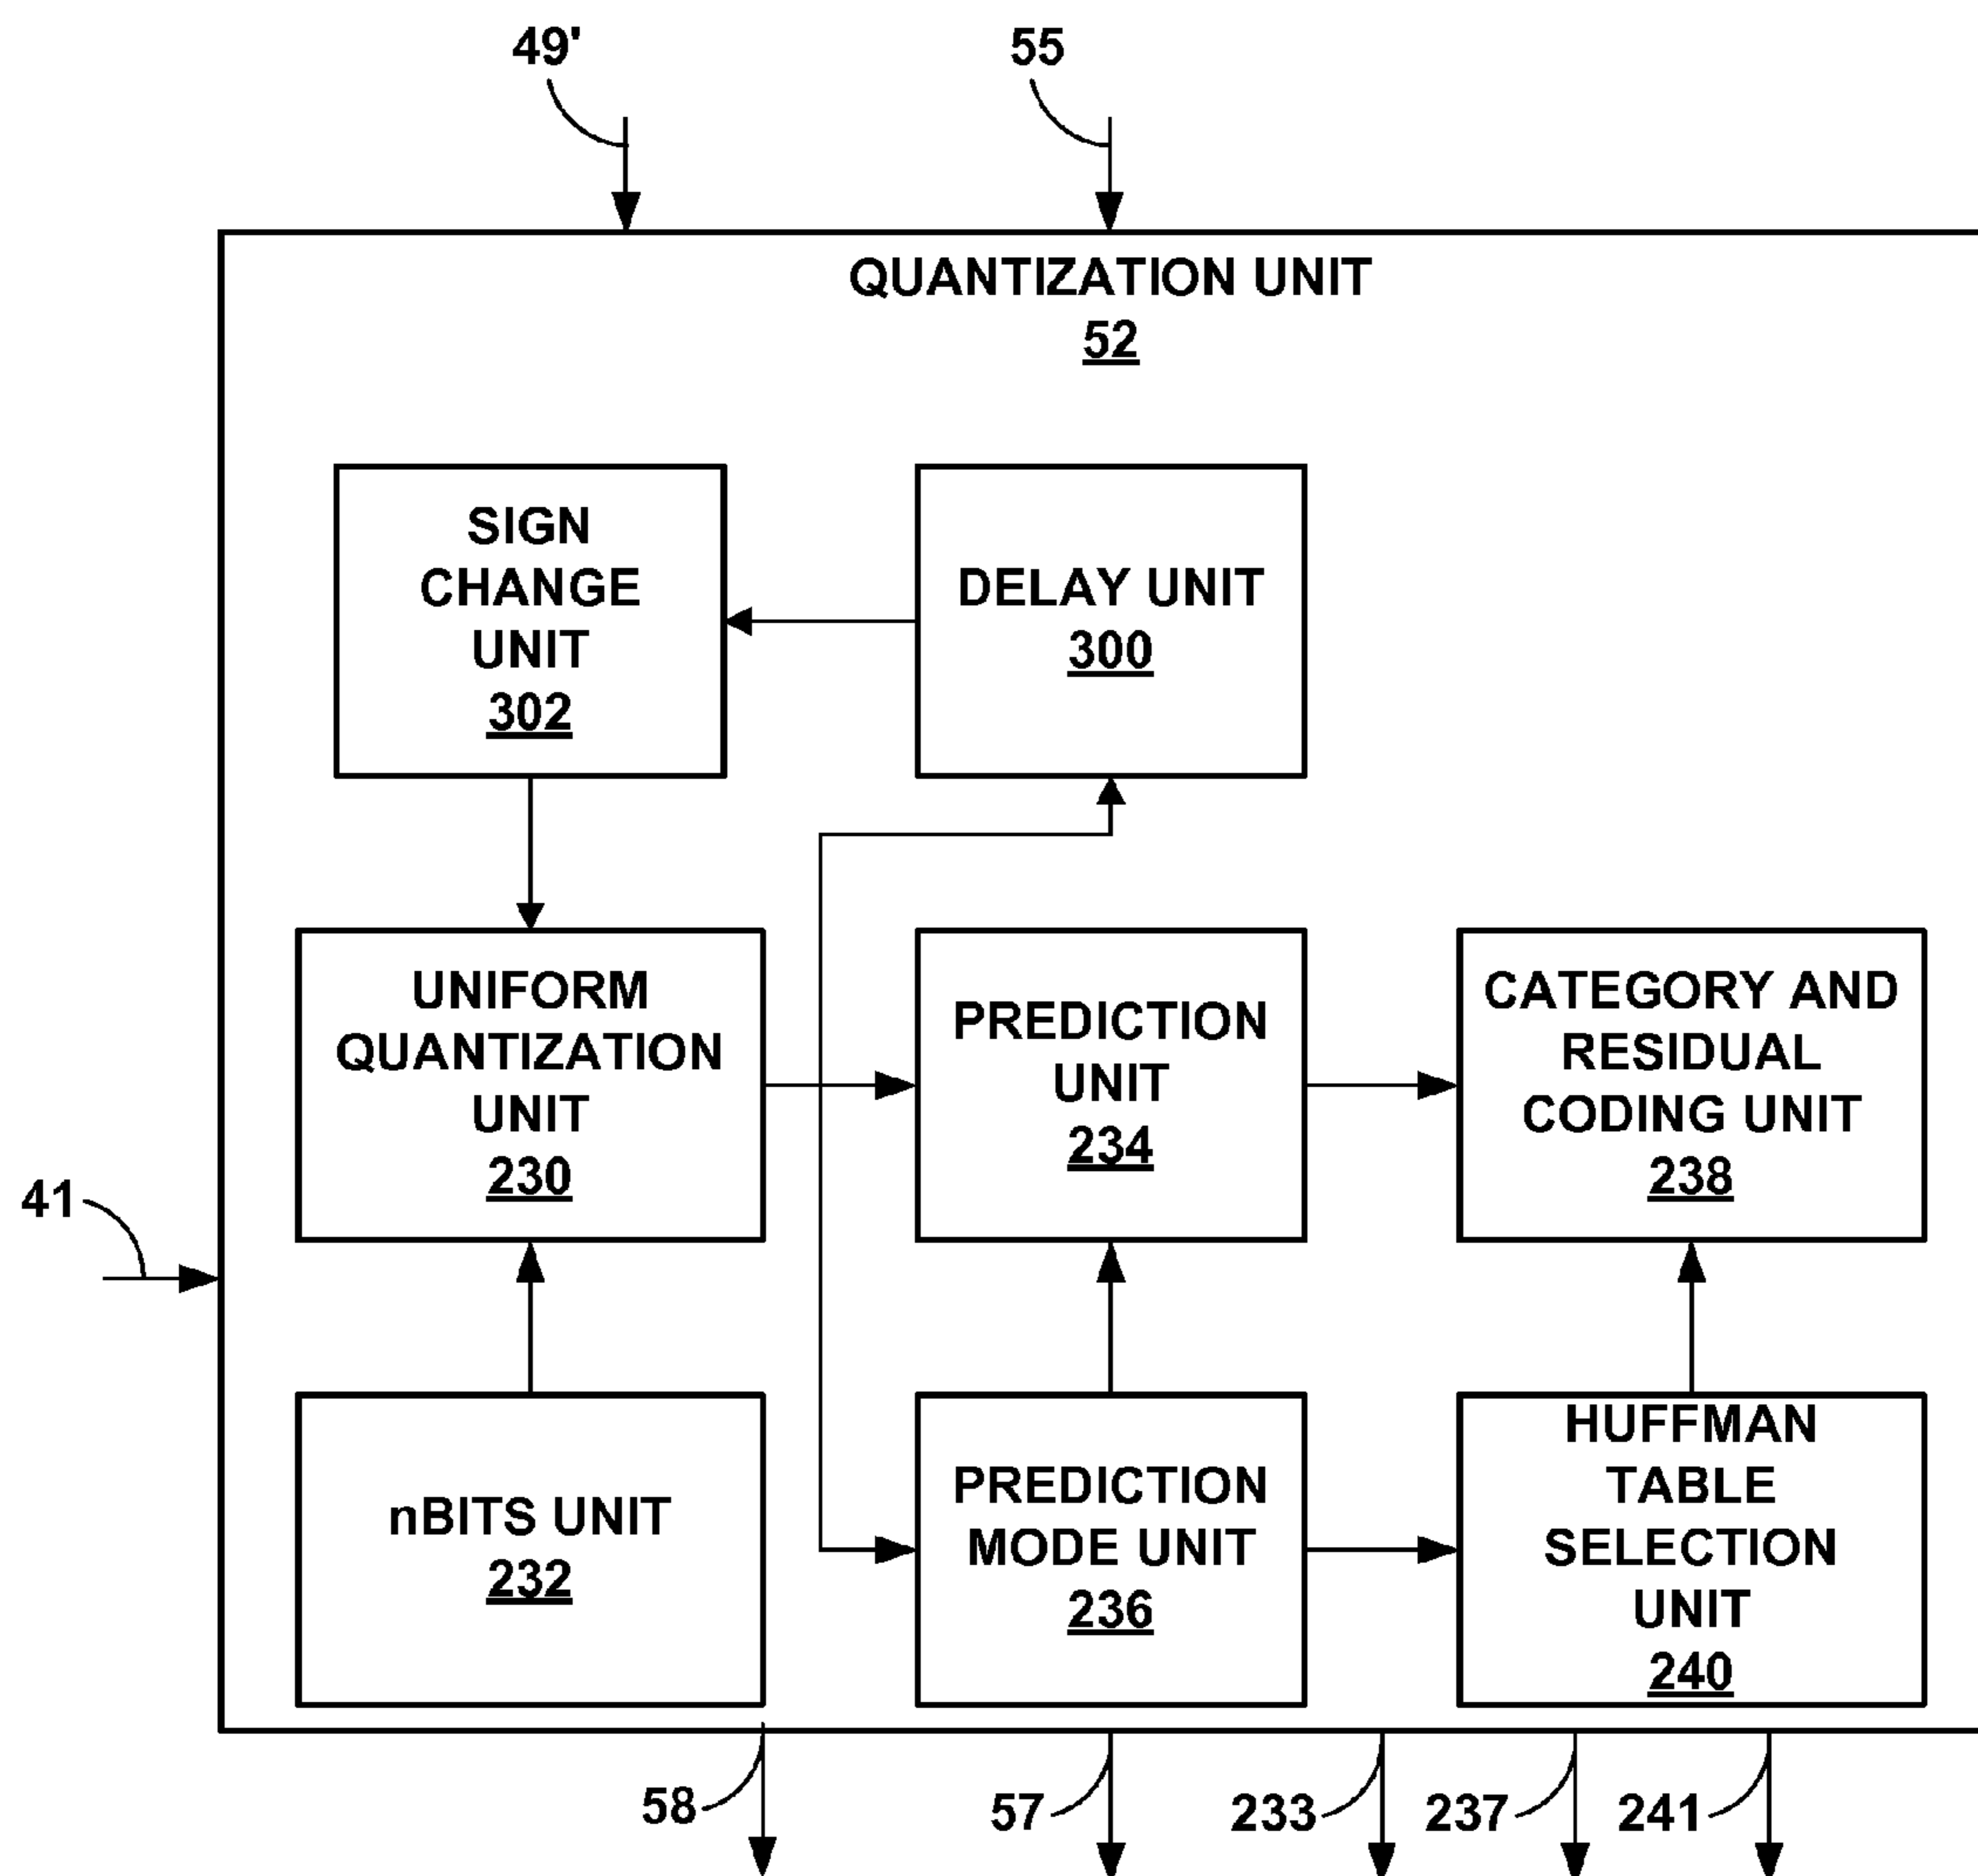 49'
55
QUANTIZATION UNIT
52
SIGN
CHANGE
UNIT
302
DELAY UNIT
300
UNIFORM
QUANTIZATION
UNIT
230
PREDICTION
UNIT
234
CATEGORY AND
RESIDUAL
CODING UNIT
238
41
nBITS UNIT
232
PREDICTION
MODE UNIT
236
HUFFMAN
TABLE
SELECTION
UNIT
240
58
57
233
237
241